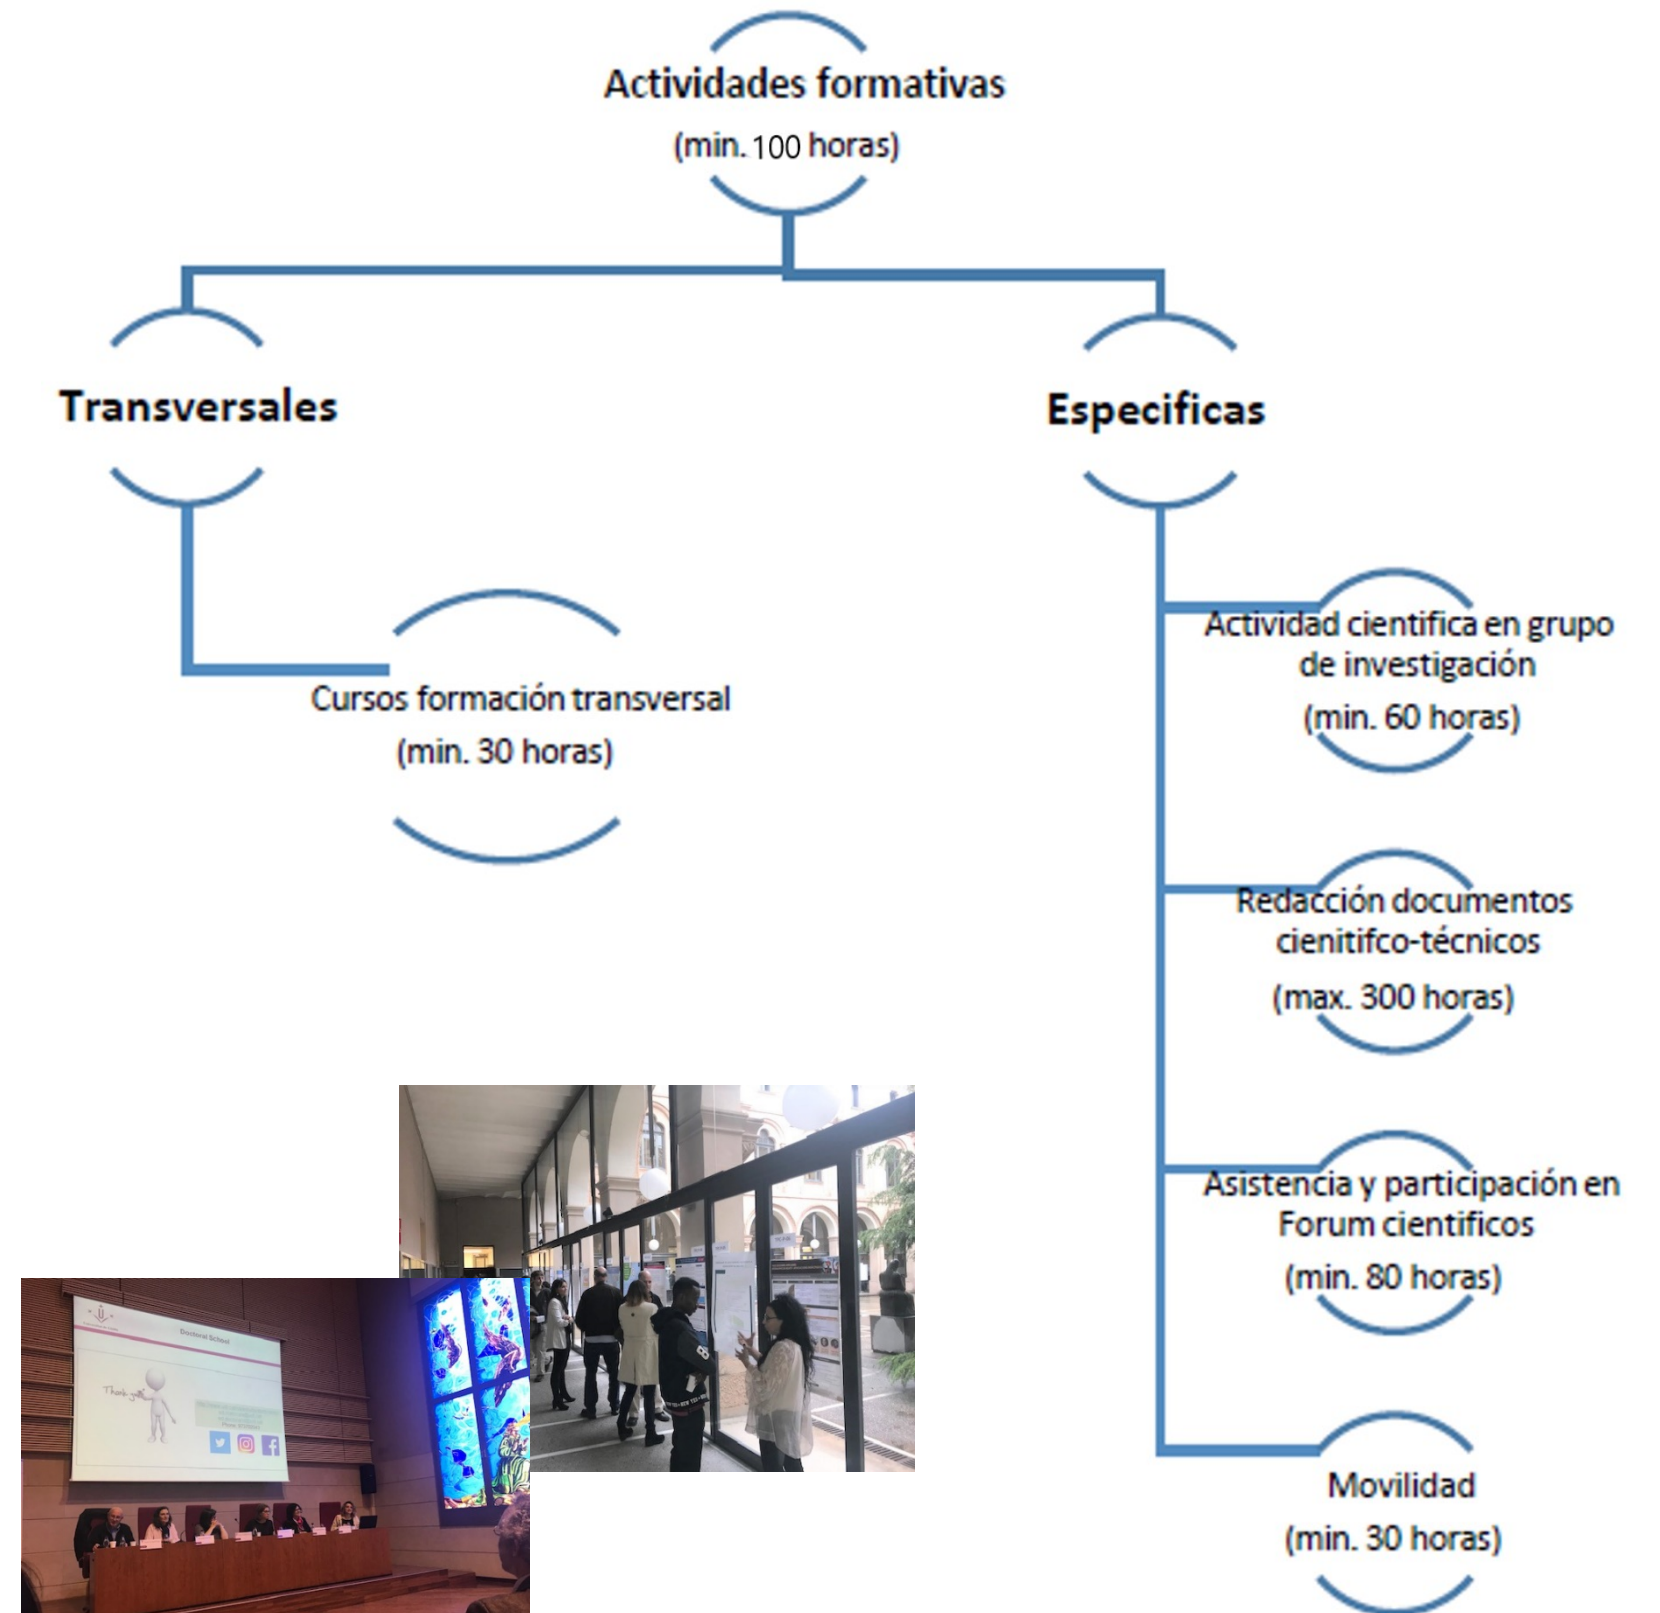 Actividades formativas
(min. 100 horas)
Transversales
Especificas
Cursos formación transversal
(min. 30 horas)
Actividad cientifica en grupo
de investigación
(min. 60 horas)
Redacción documentos
cienitifco-técnicos
(max. 300 horas)
Asistencia y participación en
Forum cientificos
(min. 80 horas)
Movilidad
(min. 30 horas)
Doctoral School
Thank you